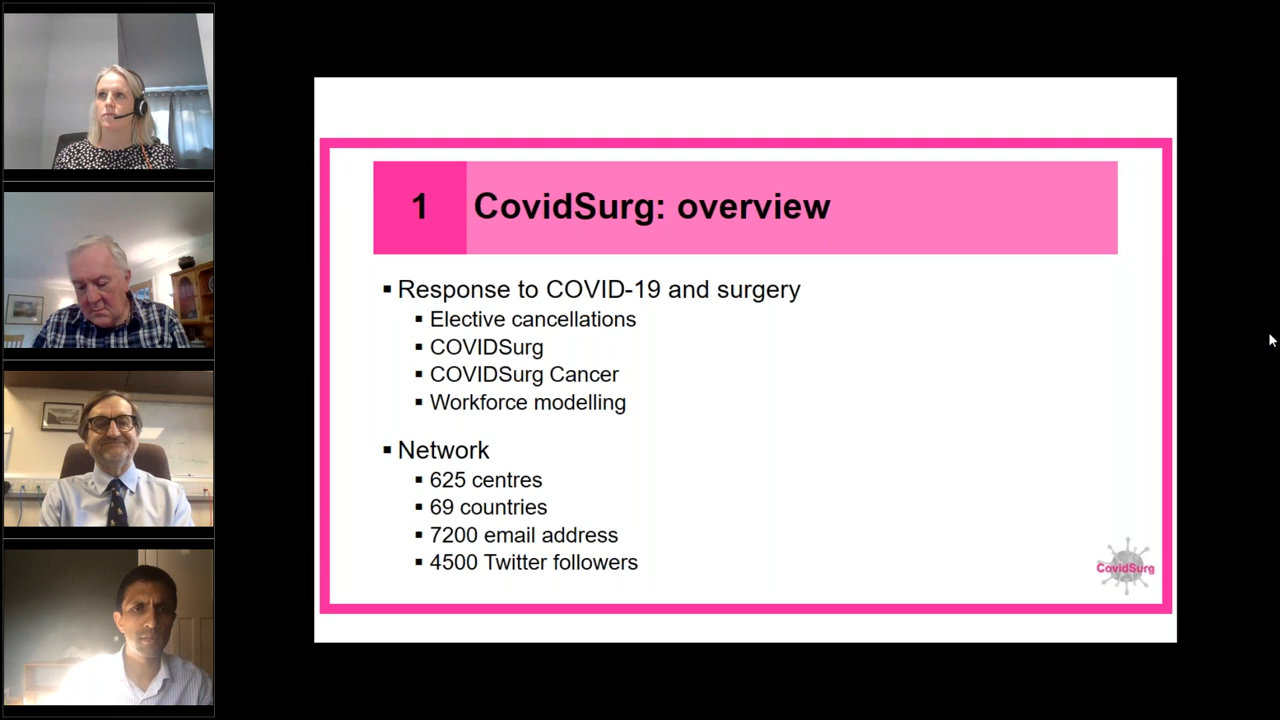 1 CovidSurg: overview
▪ Response to COVID-19 and surgery
▪ Elective cancellations
▪ COVIDSurg
▪ COVIDSurg Cancer
▪ Workforce modelling
▪ Network
▪ 625 centres
▪ 69 countries
▪ 7200 email address
▪ 4500 Twitter followers
CovidSurg